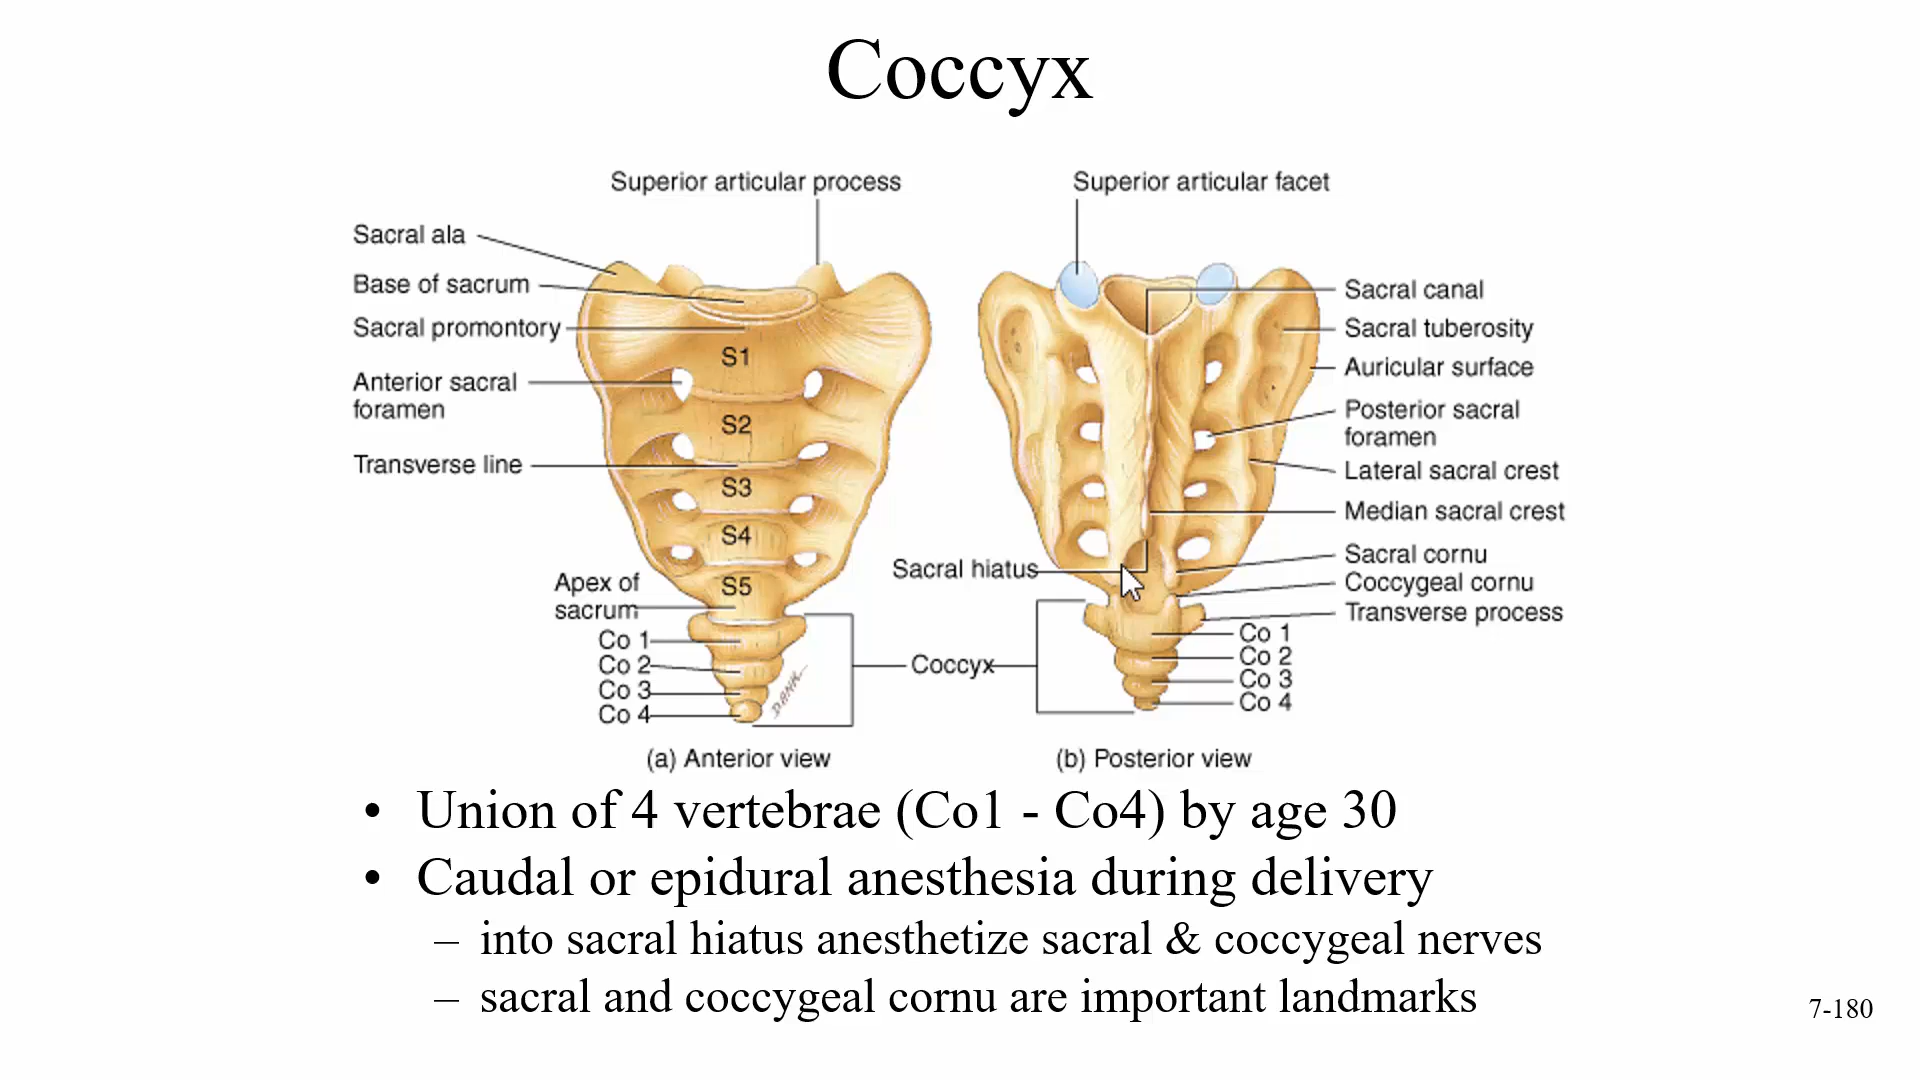 Coccyx
Superior articular process
Superior articular facet
Sacral ala
Base of sacrum
Sacral promontory
Anterior sacral
foramen
Transverse line
S1
S2
S3
S4
S5
Apex of
sacrum
Co 1
Co 2
Co 3
Co 4
DANK
Sacral canal
Sacral tuberosity
Auricular surface
Posterior sacral
foramen
Lateral sacral crest
Median sacral crest
Sacral hiatus
Sacral cornu
Coccygeal cornu
Transverse process
Co 1
Co 2
Co 3
Co 4
Coccyx
(a) Anterior view
(b) Posterior view
• Union of 4 vertebrae (Co1 - Co4) by age 30
• Caudal or epidural anesthesia during delivery
– into sacral hiatus anesthetize sacral & coccygeal nerves
– sacral and coccygeal cornu are important landmarks
7-180